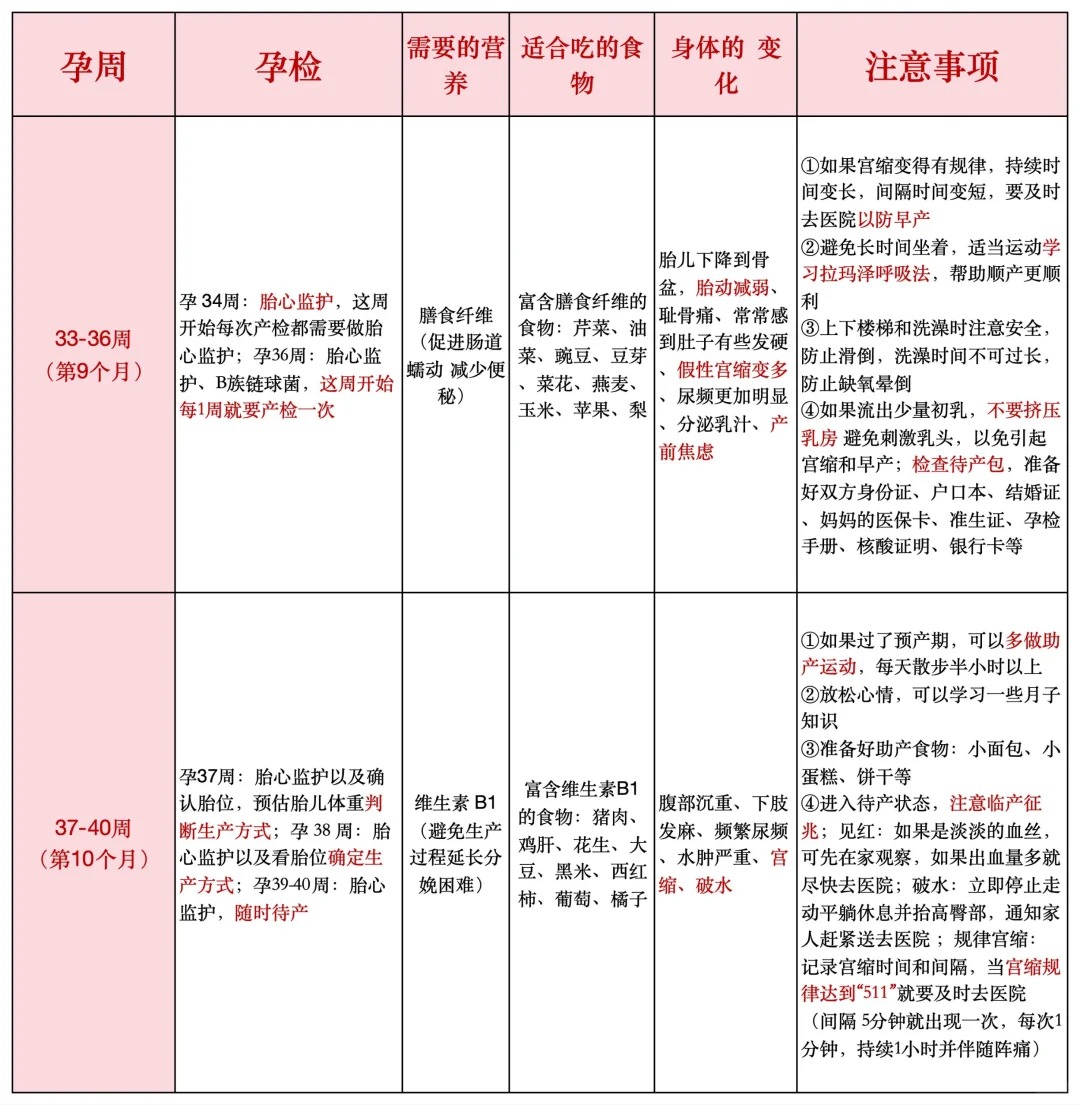 孕周
孕检
需要的营
养
适合吃的食
物
身体的 变
化
注意事项
33-36周
（第9个月）
孕 34周：胎心监护，这周
开始每次产检都需要做胎
心监护；孕36周：胎心监
护、B族链球菌，这周开始
每1周就要产检一次
膳食纤维
（促进肠道
蠕动 减少便
秘）
富含膳食纤维的
食物：芹菜、油
菜、豌豆、豆芽
、菜花、燕麦、
玉米、苹果、梨
胎儿下降到骨
盆，胎动减弱、
耻骨痛、常常感
到肚子有些发硬
、假性宫缩变多
、尿频更加明显
、分泌乳汁、产
前焦虑
①如果宫缩变得有规律，持续时
间变长，间隔时间变短，要及时
去医院以防早产
②避免长时间坐着，适当运动学
习拉玛泽呼吸法，帮助顺产更顺
利
③上下楼梯和洗澡时注意安全，
防止滑倒，洗澡时间不可过长，
防止缺氧晕倒
④如果流出少量初乳，不要挤压
乳房 避免刺激乳头，以免引起
宫缩和早产；检查待产包，准备
好双方身份证、户口本、结婚证
、妈妈的医保卡、准生证、孕检
手册、核酸证明、银行卡等
37-40周
（第10个月）
孕37周：胎心监护以及确
认胎位，预估胎儿体重判
断生产方式；孕 38 周：胎
心监护以及看胎位确定生
产方式；孕39-40周：胎心
监护，随时待产
维生素 B1
（避免生产
过程延长分
娩困难）
富含维生素B1
的食物：猪肉、
鸡肝、花生、大
豆、黑米、西红
柿、葡萄、橘子
腹部沉重、下肢
发麻、频繁尿频
、水肿严重、宫
缩、破水
①如果过了预产期，可以多做助
产运动，每天散步半小时以上
②放松心情，可以学习一些月子
知识
③准备好助产食物：小面包、小
蛋糕、饼干等
④进入待产状态，注意临产征
兆；见红：如果是淡淡的血丝，
可先在家观察，如果出血量多就
尽快去医院；破水：立即停止走
动平躺休息并抬高臀部，通知家
人赶紧送去医院 ；规律宫缩：
记录宫缩时间和间隔，当宫缩规
律达到“511”就要及时去医院
（间隔 5分钟就出现一次，每次1
分钟，持续1小时并伴随阵痛）